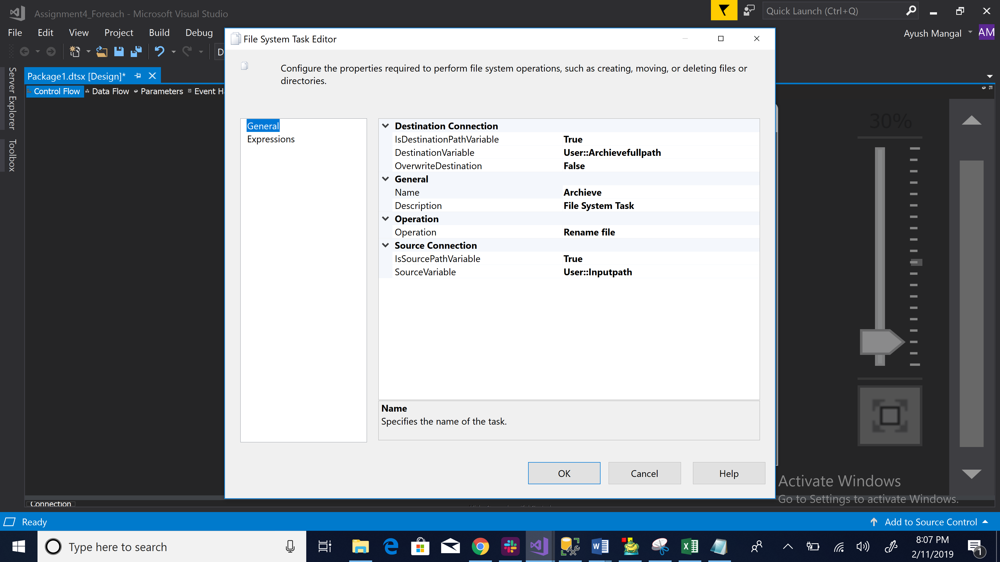 Assignment4_Foreach - Microsoft Visual Studio
Quick Launch (Ctrl+Q)
File Edit View Project Build Debug
Ayush Mangal AM
D
File System Task Editor
Configure the properties required to perform file system operations, such as creating, moving, or deleting files or
directories.
Server Explorer
Toolbox
Package1.dtsx [Design]*
Control Flow Data Flow Parameters Event H
General
Expressions
Destination Connection
IsDestinationPathVariable True
DestinationVariable User::Archievefullpath
OverwriteDestination False
General
Name Archieve
Description File System Task
Operation
Operation Rename file
Source Connection
IsSourcePathVariable True
SourceVariable User::Inputpath
Name
Specifies the name of the task.
OK Cancel Help
30%
Activate Windows
Go to Settings to activate Windows.
Connection
Ready
Add to Source Control
Type here to search
8:07 PM
2/11/2019
1